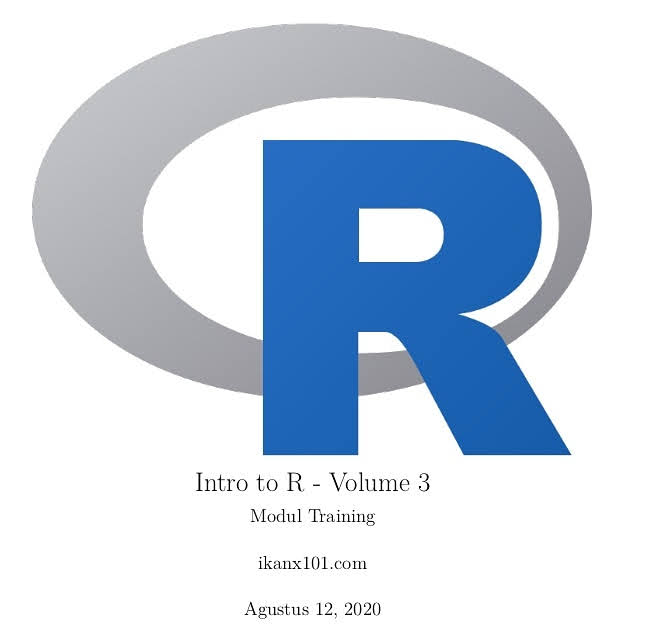 R
Intro to R - Volume 3
Modul Training
ikanx101.com
Agustus 12, 2020